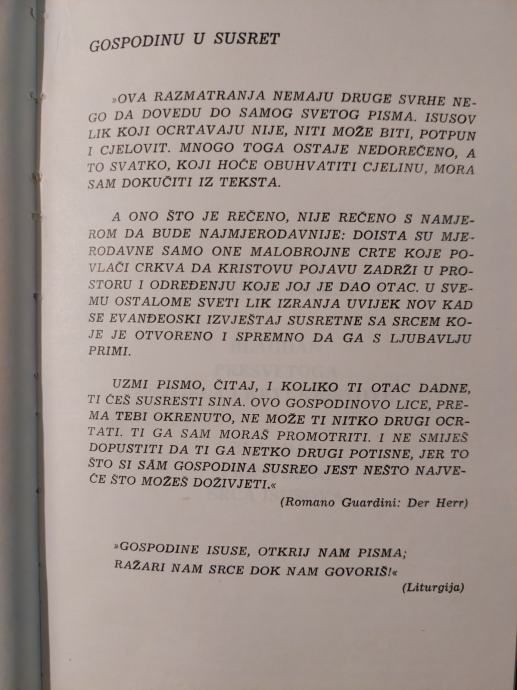 GOSPODINU U SUSRET
»OVA RAZMATRANJA NEMAJU DRUGE SVRHE NE-
GO DA DOVEDU DO SAMOG SVETOG PISMA. ISUSOV
LIK KOJI OCRTAVAJU NIJE, NITI MOŽE BITI, POTPUN
I CJELOVIT. MNOGO TOGA OSTAJE NEDOREČENO, A
TO SVATKO, KOJI HOĆE OBUHVATITI CJELINU, MORA
SAM DOKUČITI IZ TEKSTA.
A ONO ŠTO JE REČENO, NIJE REČENO S NAMJE-
ROM DA BUDE NAJMJERODAVNIJE: DOISTA SU MJE-
RODAVNE SAMO ONE MALOBROJNE CRTE KOJE PO-
VLAČI CRKVA DA KRISTOVU POJAVU ZADRŽI U PRO-
STORU I ODREĐENJU KOJE JOJ JE DAO OTAC. U SVE-
MU OSTALOME SVETI LIK IZRANJA UVIJEK NOV KAD
SE EVANĐEOSKI IZVJEŠTAJ SUSRETNE SA SRCEM KO-
JE JE OTVORENO I SPREMNO DA GA S LJUBAVLJU
PRIMI.
UZMI PISMO, ČITAJ, I KOLIKO TI OTAC DADNE,
TI ĆEŠ SUSRESTI SINA. OVO GOSPODINOVO LICE, PRE-
MA TEBI OKRENUTO, NE MOŽE TI NITKO DRUGI OCR-
TATI. TI GA SAM MORAŠ PROMOTRITI. I NE SMIJEŠ
DOPUSTITI DA TI GA NETKO DRUGI POTISNE, JER TO
ŠTO SI SÂM GOSPODINA SUSREO JEST NEŠTO NAJVE-
ĆE ŠTO MOŽEŠ DOŽIVJETI.«
(Romano Guardini: Der Herr)
»GOSPODINE ISUSE, OTKRIJ NAM PISMA;
RAŽARI NAM SRCE DOK NAM GOVORIŠ!«
(Liturgija)